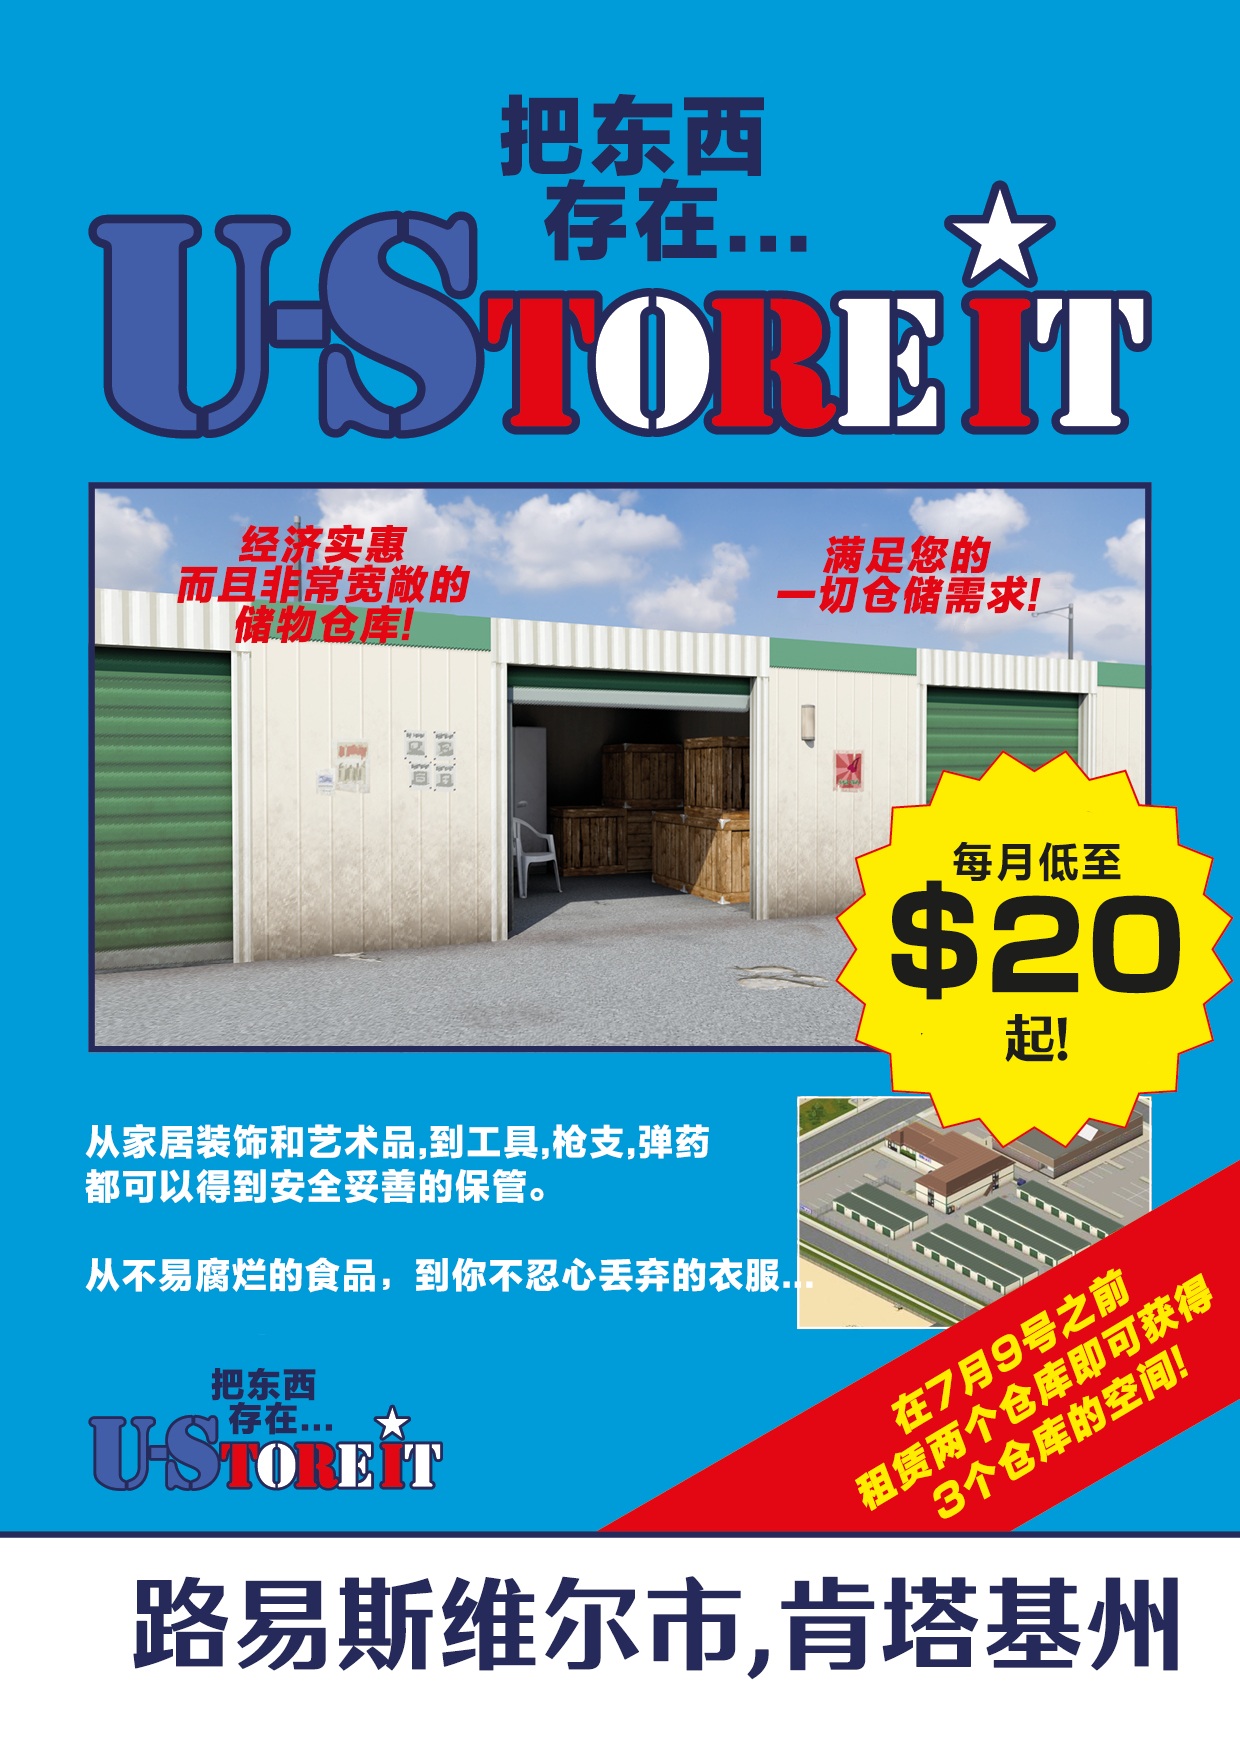 把东西
存在...
U-STORE IT
经济实惠
而且非常宽敞的
储物仓库!
满足您的
一切仓储需求!
每月低至
$20
起!
从家居装饰和艺术品,到工具,枪支,弹药
都可以得到安全妥善的保管。
从不易腐烂的食品，到你不忍心丢弃的衣服...
在7月9号之前
租赁两个仓库即可获得
3个仓库的空间!
把东西
存在...
U-STORE IT
路易斯维尔市,肯塔基州